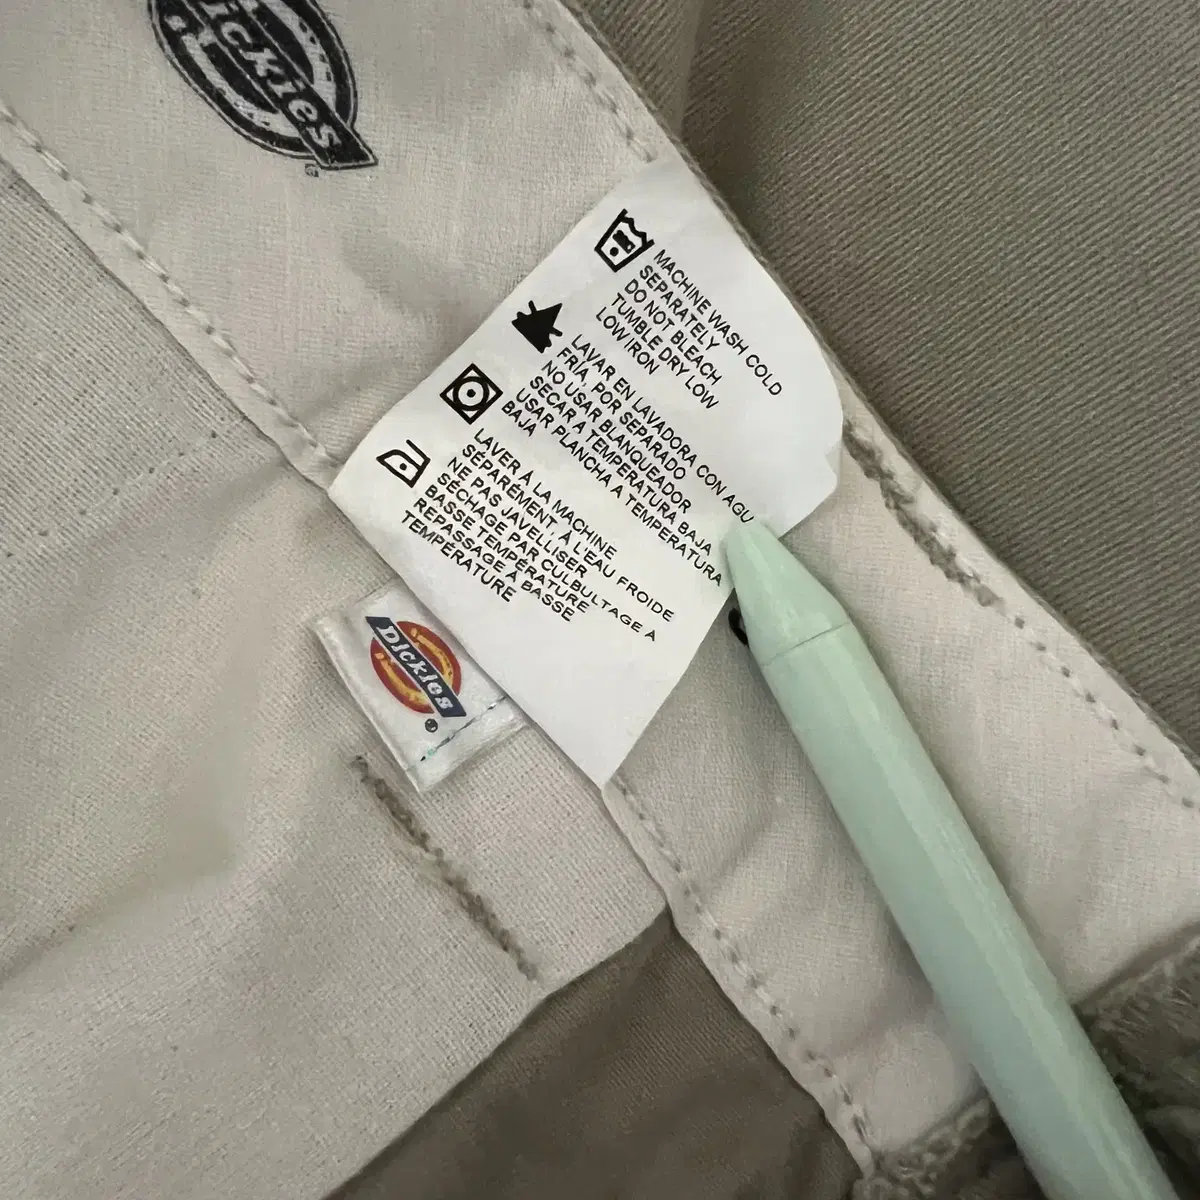 Dickies
®
MACHINE WASH COLD
SEPARATELY
DO NOT BLEACH
TUMBLE DRY LOW
LOW IRON
LAVAR EN LAVADORA CON AGU
FRÍA, POR SEPARADO
NO USAR BLANQUEADOR
SECAR A TEMPERATURA BAJA
USAR PLANCHA A TEMPERATURA
BAJA
LAVER À LA MACHINE
SÉPARÉMENT, À L'EAU FROIDE
NE PAS JAVELLISER
SÉCHAGE PAR CULBULTAGE À
BASSE TEMPÉRATURE
REPASSAGE À BASSE
TEMPÉRATURE
DICKIES
®